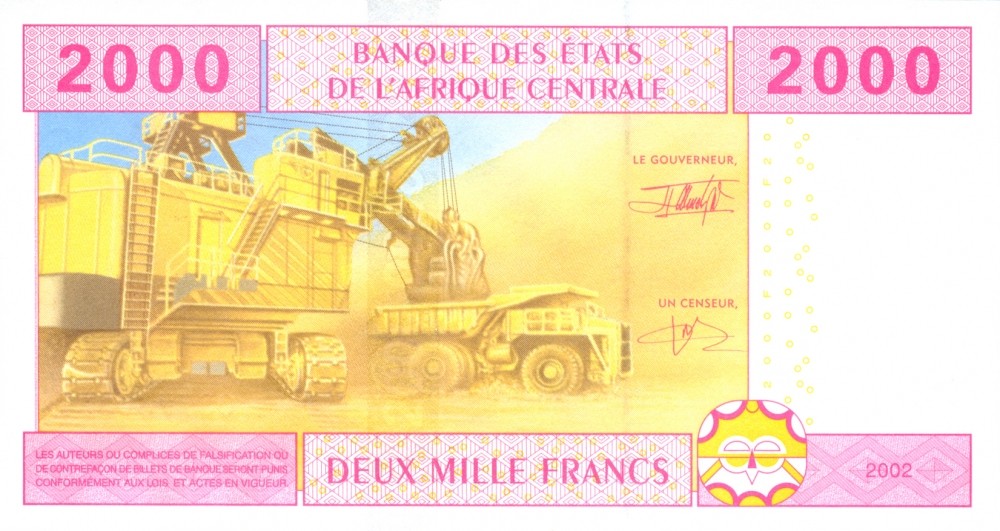 2000
BANQUE DES ÉTATS
DE L'AFRIQUE CENTRALE
2000
LE GOUVERNEUR,
UN CENSEUR,
LES AUTEURS OU COMPLICES DE FALSIFICATION OU
DE CONTREFAÇON DE BILLETS DE BANQUE SERONT PUNIS
CONFORMÉMENT AUX LOIS ET ACTES EN VIGUEUR.
DEUX MILLE FRANCS
2002